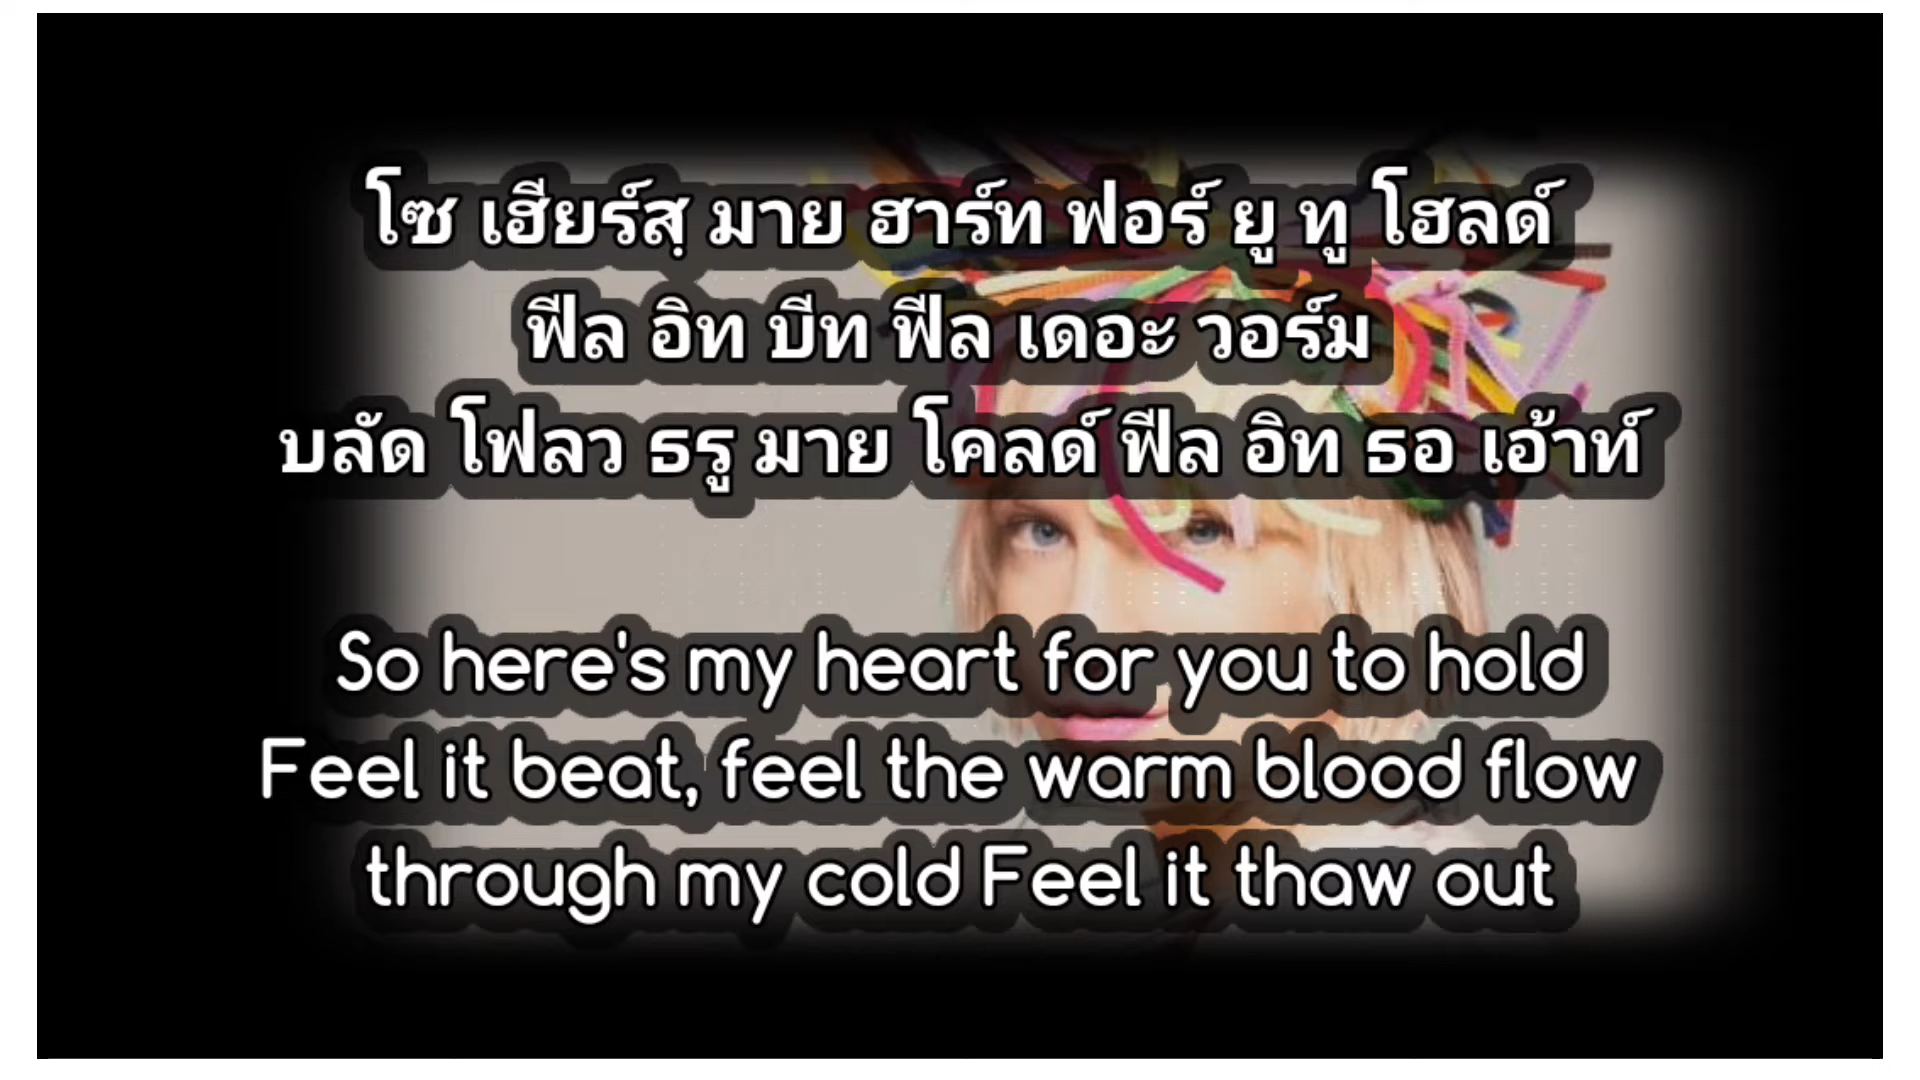 โซ เฮียร์สฺ มาย ฮาร์ท ฟอร์ ยู ทู โฮลด์
ฟีล อิท บีท ฟีล เดอะ วอร์ม
บลัด โฟลว ธรู มาย โคลด์ ฟีล อิท ธอ เอ้าท์
So here's my heart for you to hold
Feel it beat, feel the warm blood flow
through my cold Feel it thaw out